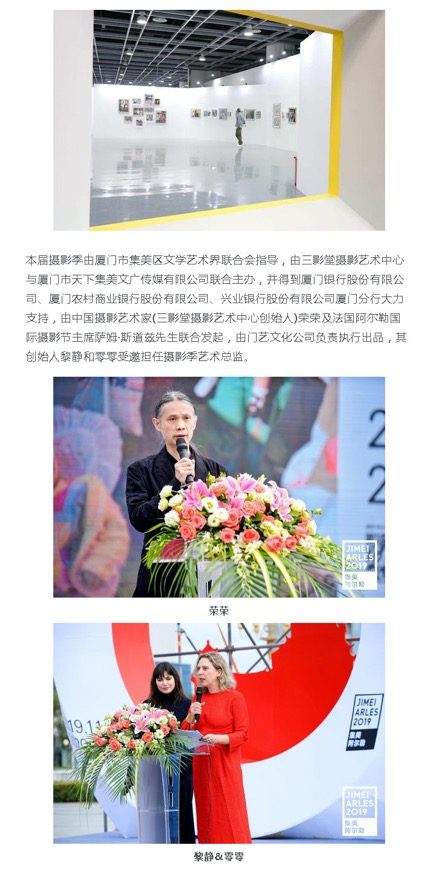 本届摄影季由厦门市集美区文学艺术界联合会指导，由三影堂摄影艺术中心
与厦门市天下集美文广传媒有限公司联合主办，并得到厦门银行股份有限公
司、厦门农村商业银行股份有限公司、兴业银行股份有限公司厦门分行大力
支持，由中国摄影艺术家(三影堂摄影艺术中心创始人)荣荣及法国阿尔勒国
际摄影节主席萨姆·斯道兹先生联合发起，由门艺文化公司负责执行出品，其
创始人黎静和零零受邀担任摄影季艺术总监。
2
2
JIMEI
ARLES
2019
集美
阿尔勒
荣荣
19.11
JIMEI
ARLES
2019
集美
阿尔勒
JIMEI
ARLES
2019
集美
阿尔勒
黎静&零零